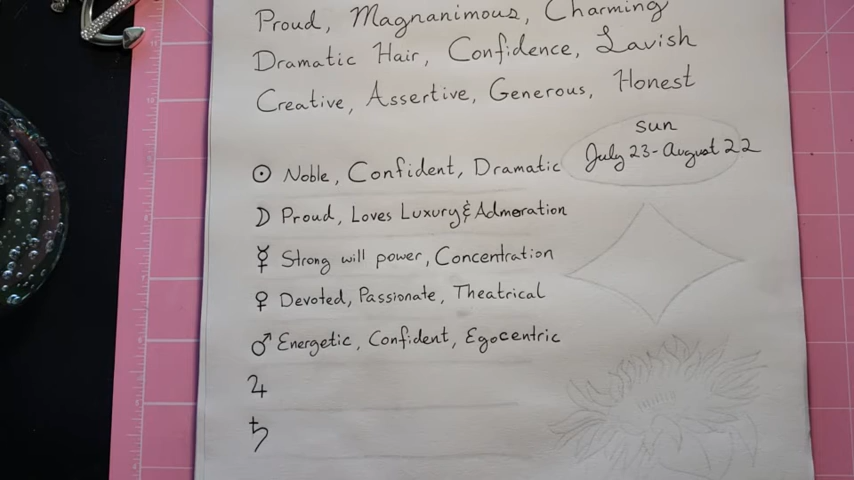 Proud, Magnanimous, Charming
Dramatic Hair, Confidence, Lavish
Creative, Assertive, Generous, Honest
sun
July 23-August 22
☉ Noble, Confident, Dramatic
☽ Proud, Loves Luxury & Admoration
☿ Strong will power, Concentration
♀ Devoted, Passionate, Theatrical
♂ Energetic, Confident, Egocentric
♃
♄